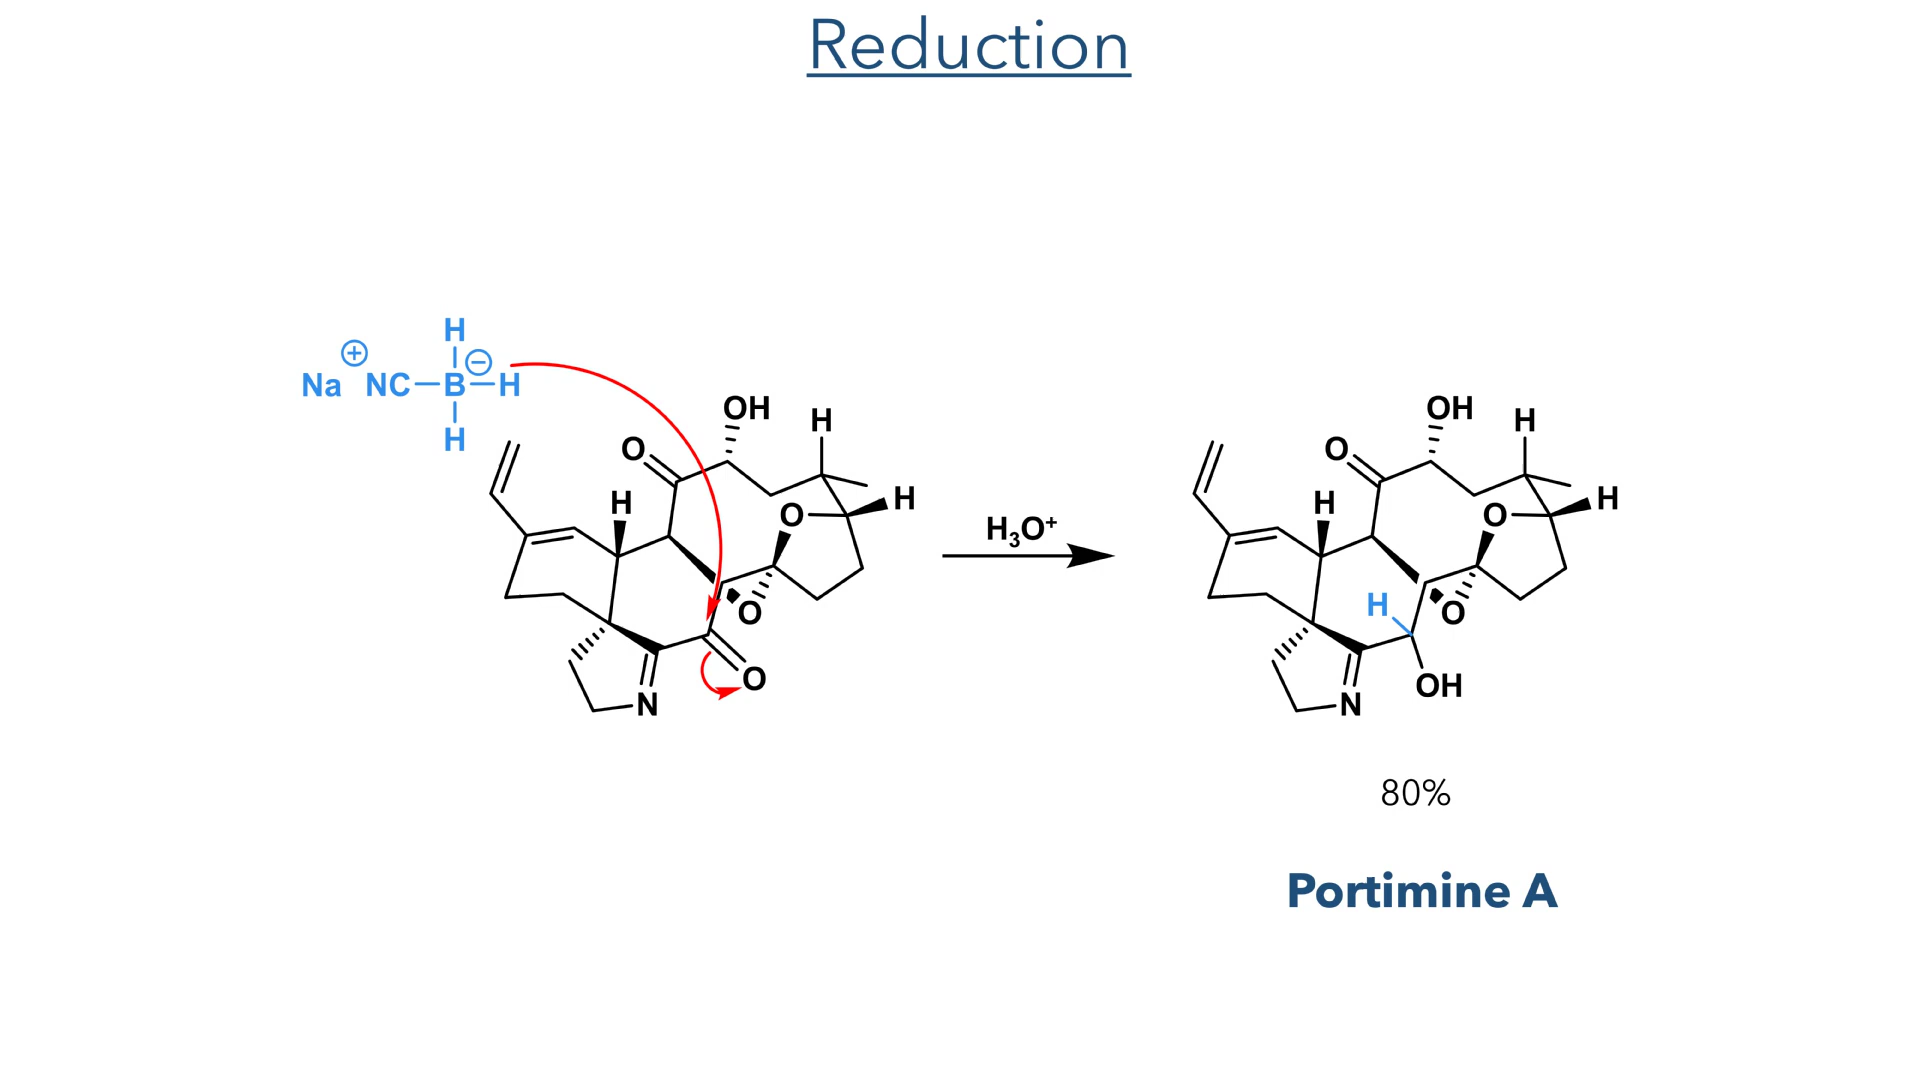 Reduction
H
Na ⊕ NC B ⊖ H
H
OH
H
O
H
H
O
O
O
N
H₃O⁺
OH
H
O
H
H
O
H
O
OH
N
80%
Portimine A